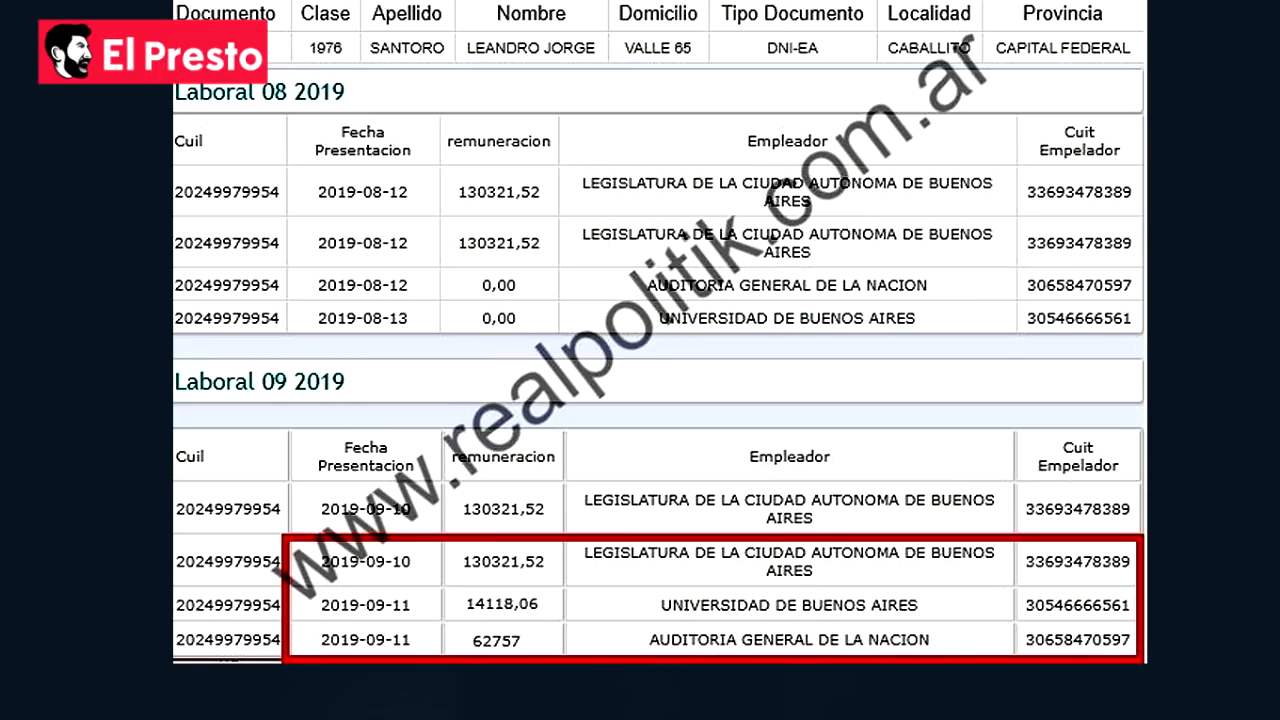 Documento Clase Apellido Nombre Domicilio Tipo Documento Localidad Provincia
El Presto
1976 SANTORO LEANDRO JORGE VALLE 65 DNI-EA CABALLITO CAPITAL FEDERAL
Laboral 08 2019
Cuil Fecha Presentacion remuneracion Empleador Cuit Empelador
20249979954 2019-08-12 130321,52 LEGISLATURA DE LA CIUDAD AUTONOMA DE BUENOS AIRES 33693478389
20249979954 2019-08-12 130321,52 LEGISLATURA DE LA CIUDAD AUTONOMA DE BUENOS AIRES 33693478389
20249979954 2019-08-12 0,00 AUDITORIA GENERAL DE LA NACION 30658470597
20249979954 2019-08-13 0,00 UNIVERSIDAD DE BUENOS AIRES 30546666561
Laboral 09 2019
Cuil Fecha Presentacion remuneracion Empleador Cuit Empelador
20249979954 2019-09-10 130321,52 LEGISLATURA DE LA CIUDAD AUTONOMA DE BUENOS AIRES 33693478389
20249979954 2019-09-10 130321,52 LEGISLATURA DE LA CIUDAD AUTONOMA DE BUENOS AIRES 33693478389
20249979954 2019-09-11 14118,06 UNIVERSIDAD DE BUENOS AIRES 30546666561
20249979954 2019-09-11 62757 AUDITORIA GENERAL DE LA NACION 30658470597
www.realpolitik.com.ar